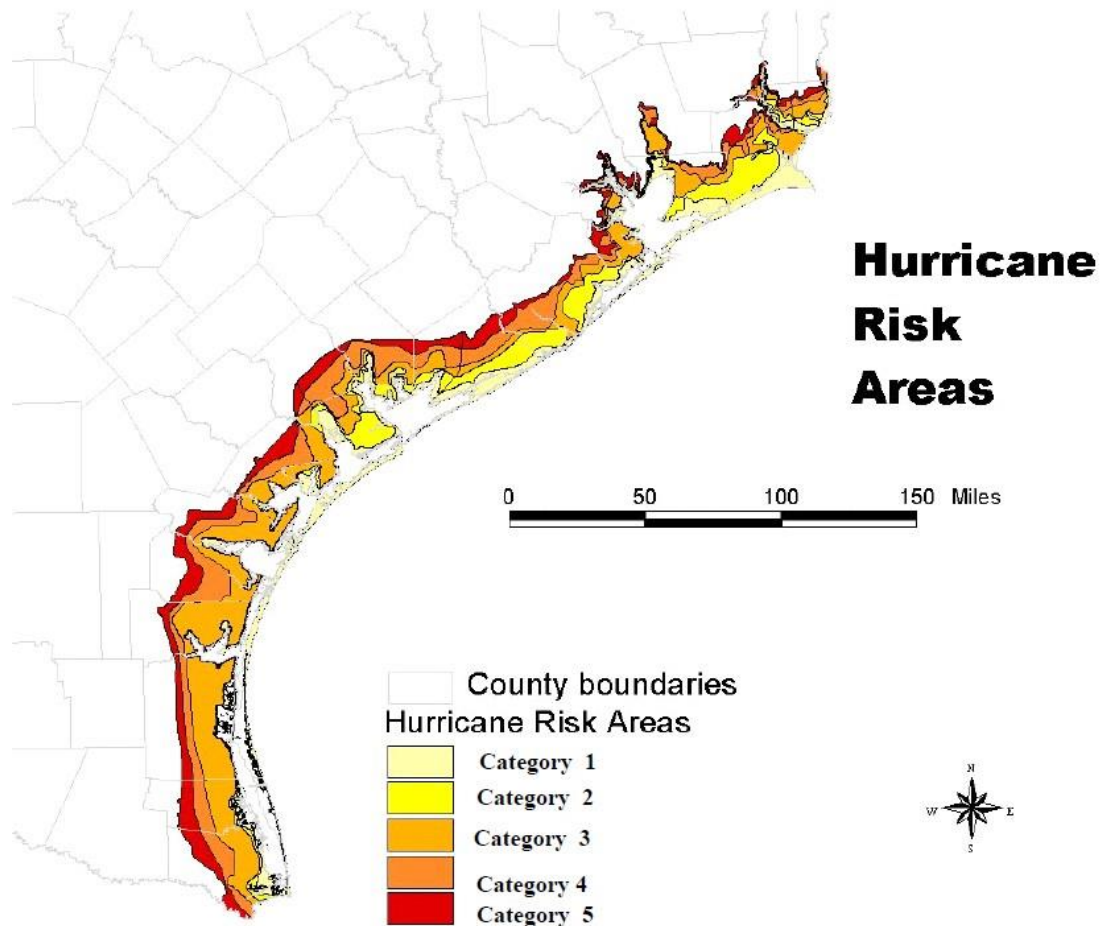 Hurricane
Risk
Areas
0 50 100 150 Miles
County boundaries
Hurricane Risk Areas
Category 1
Category 2
Category 3
Category 4
Category 5
N
W E
S